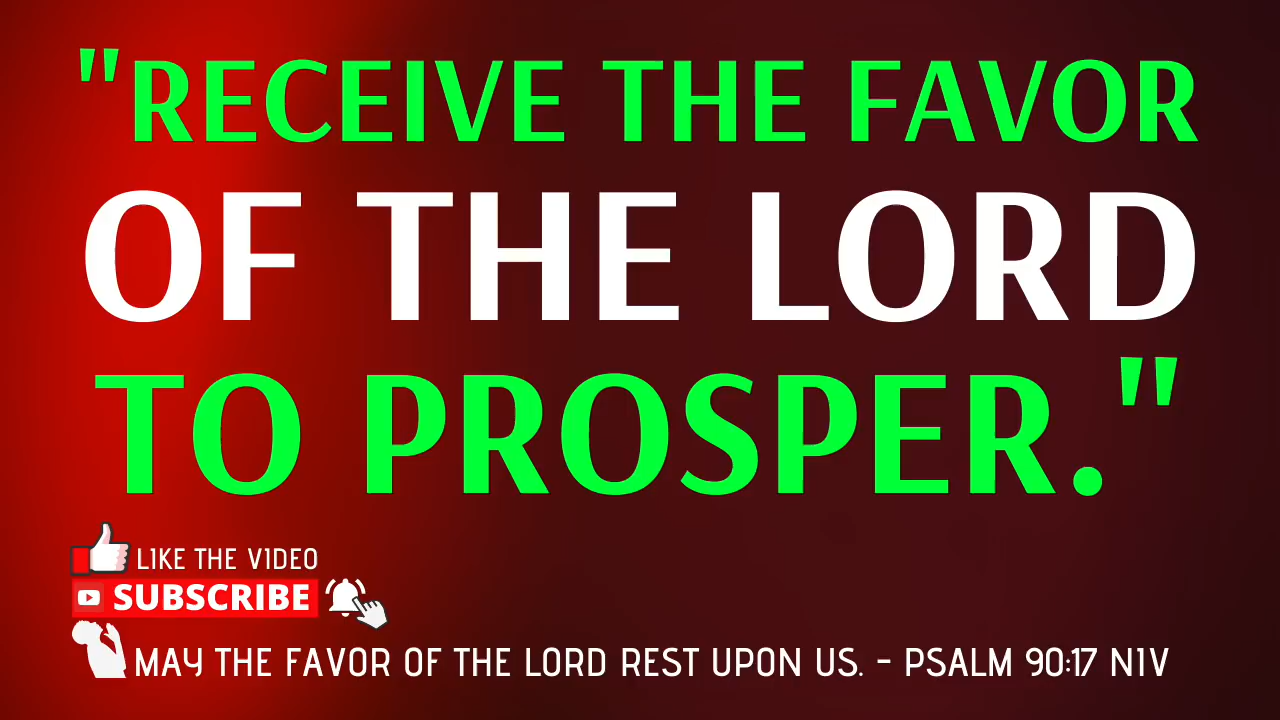 "RECEIVE THE FAVOR
OF THE LORD
TO PROSPER."
LIKE THE VIDEO
SUBSCRIBE
MAY THE FAVOR OF THE LORD REST UPON US. - PSALM 90:17 NIV